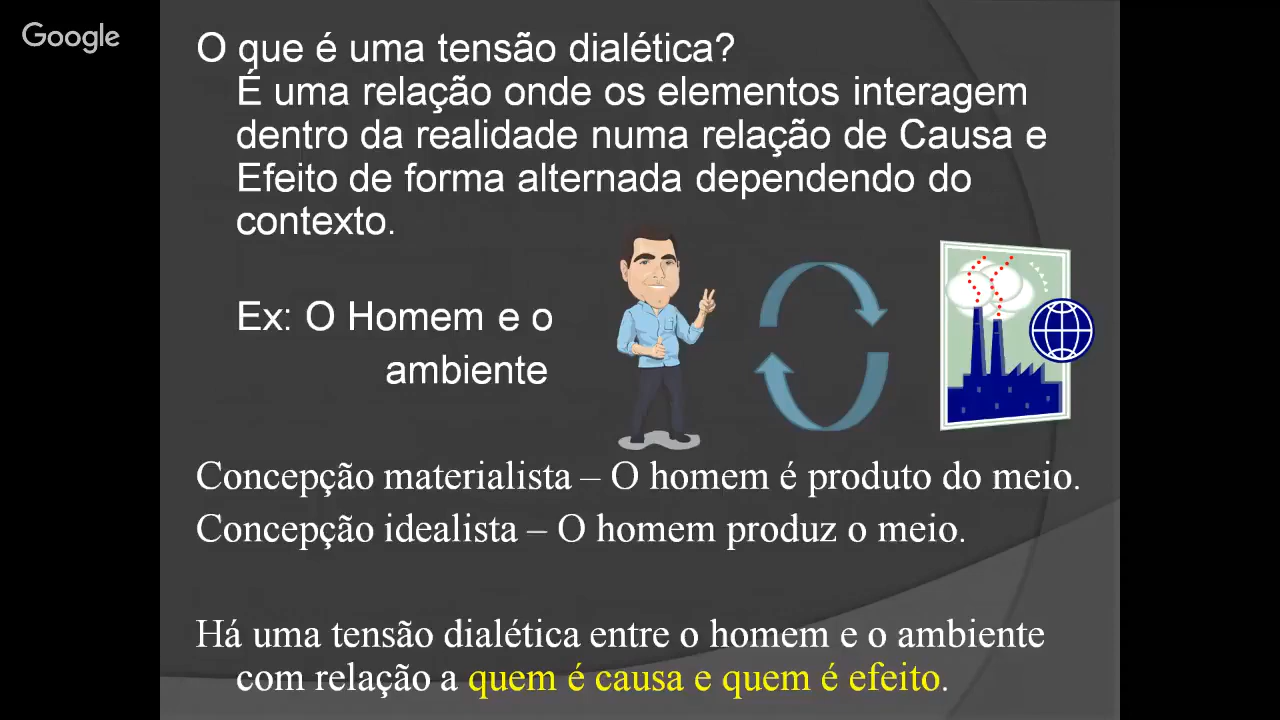 Google
O que é uma tensão dialética?
É uma relação onde os elementos interagem
dentro da realidade numa relação de Causa e
Efeito de forma alternada dependendo do
contexto.
Ex: O Homem e o
ambiente
Concepção materialista – O homem é produto do meio.
Concepção idealista – O homem produz o meio.
Há uma tensão dialética entre o homem e o ambiente
com relação a quem é causa e quem é efeito.